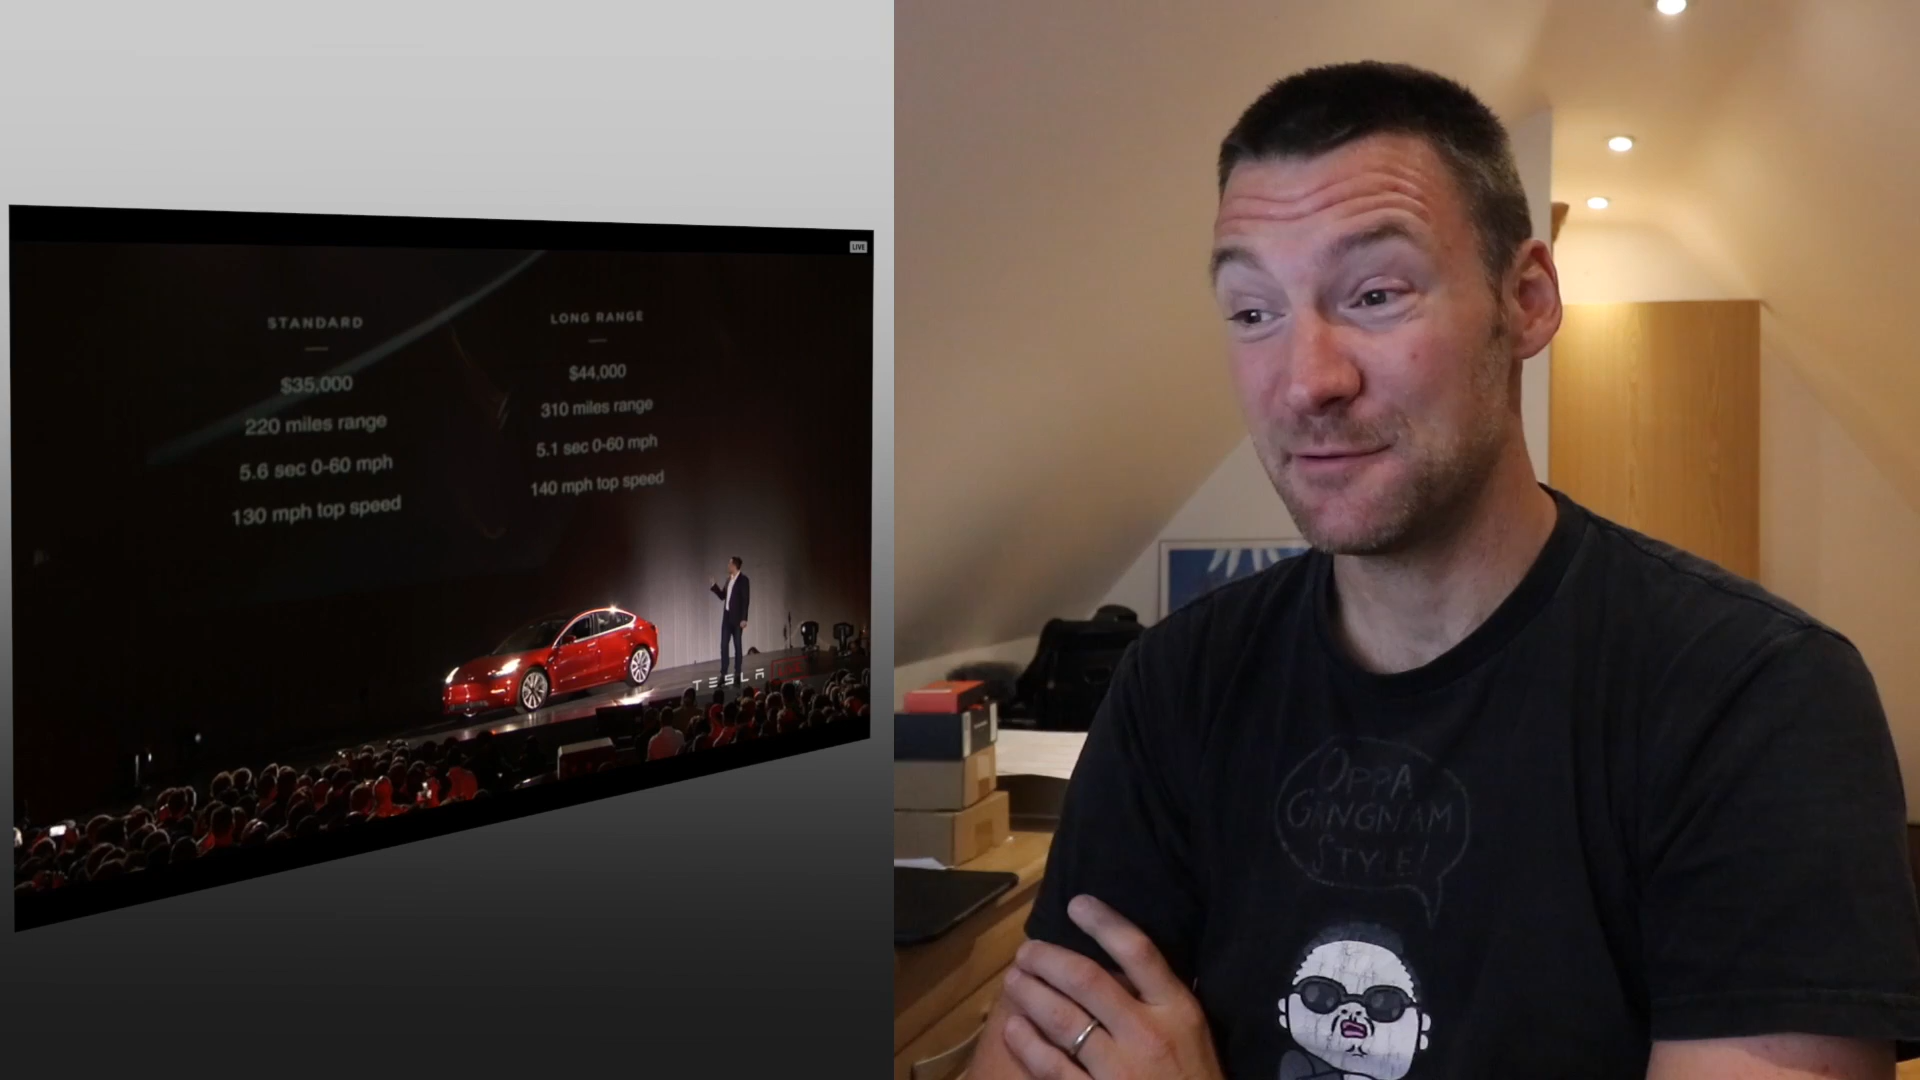 LIVE
STANDARD
$35,000
220 miles range
5.6 sec 0-60 mph
130 mph top speed
LONG RANGE
$44,000
310 miles range
5.1 sec 0-60 mph
140 mph top speed
TESLA
OPPA
GANGNAM
STYLE!